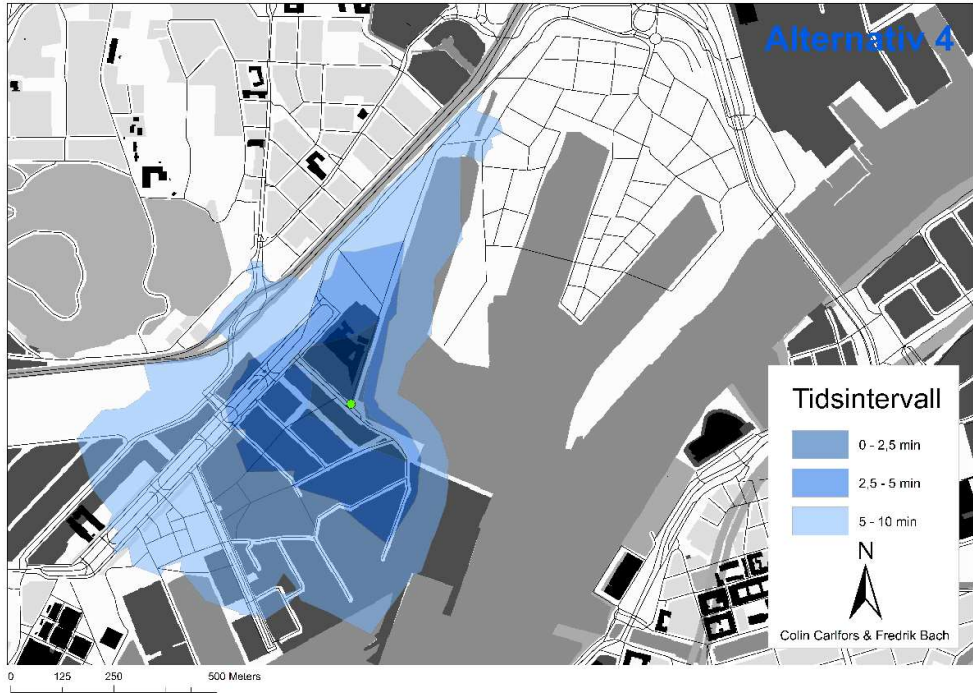 Alternativ 4
Tidsintervall
0 - 2,5 min
2,5 - 5 min
5 - 10 min
N
Colin Carlfors & Fredrik Bach
0 125 250 500 Meters